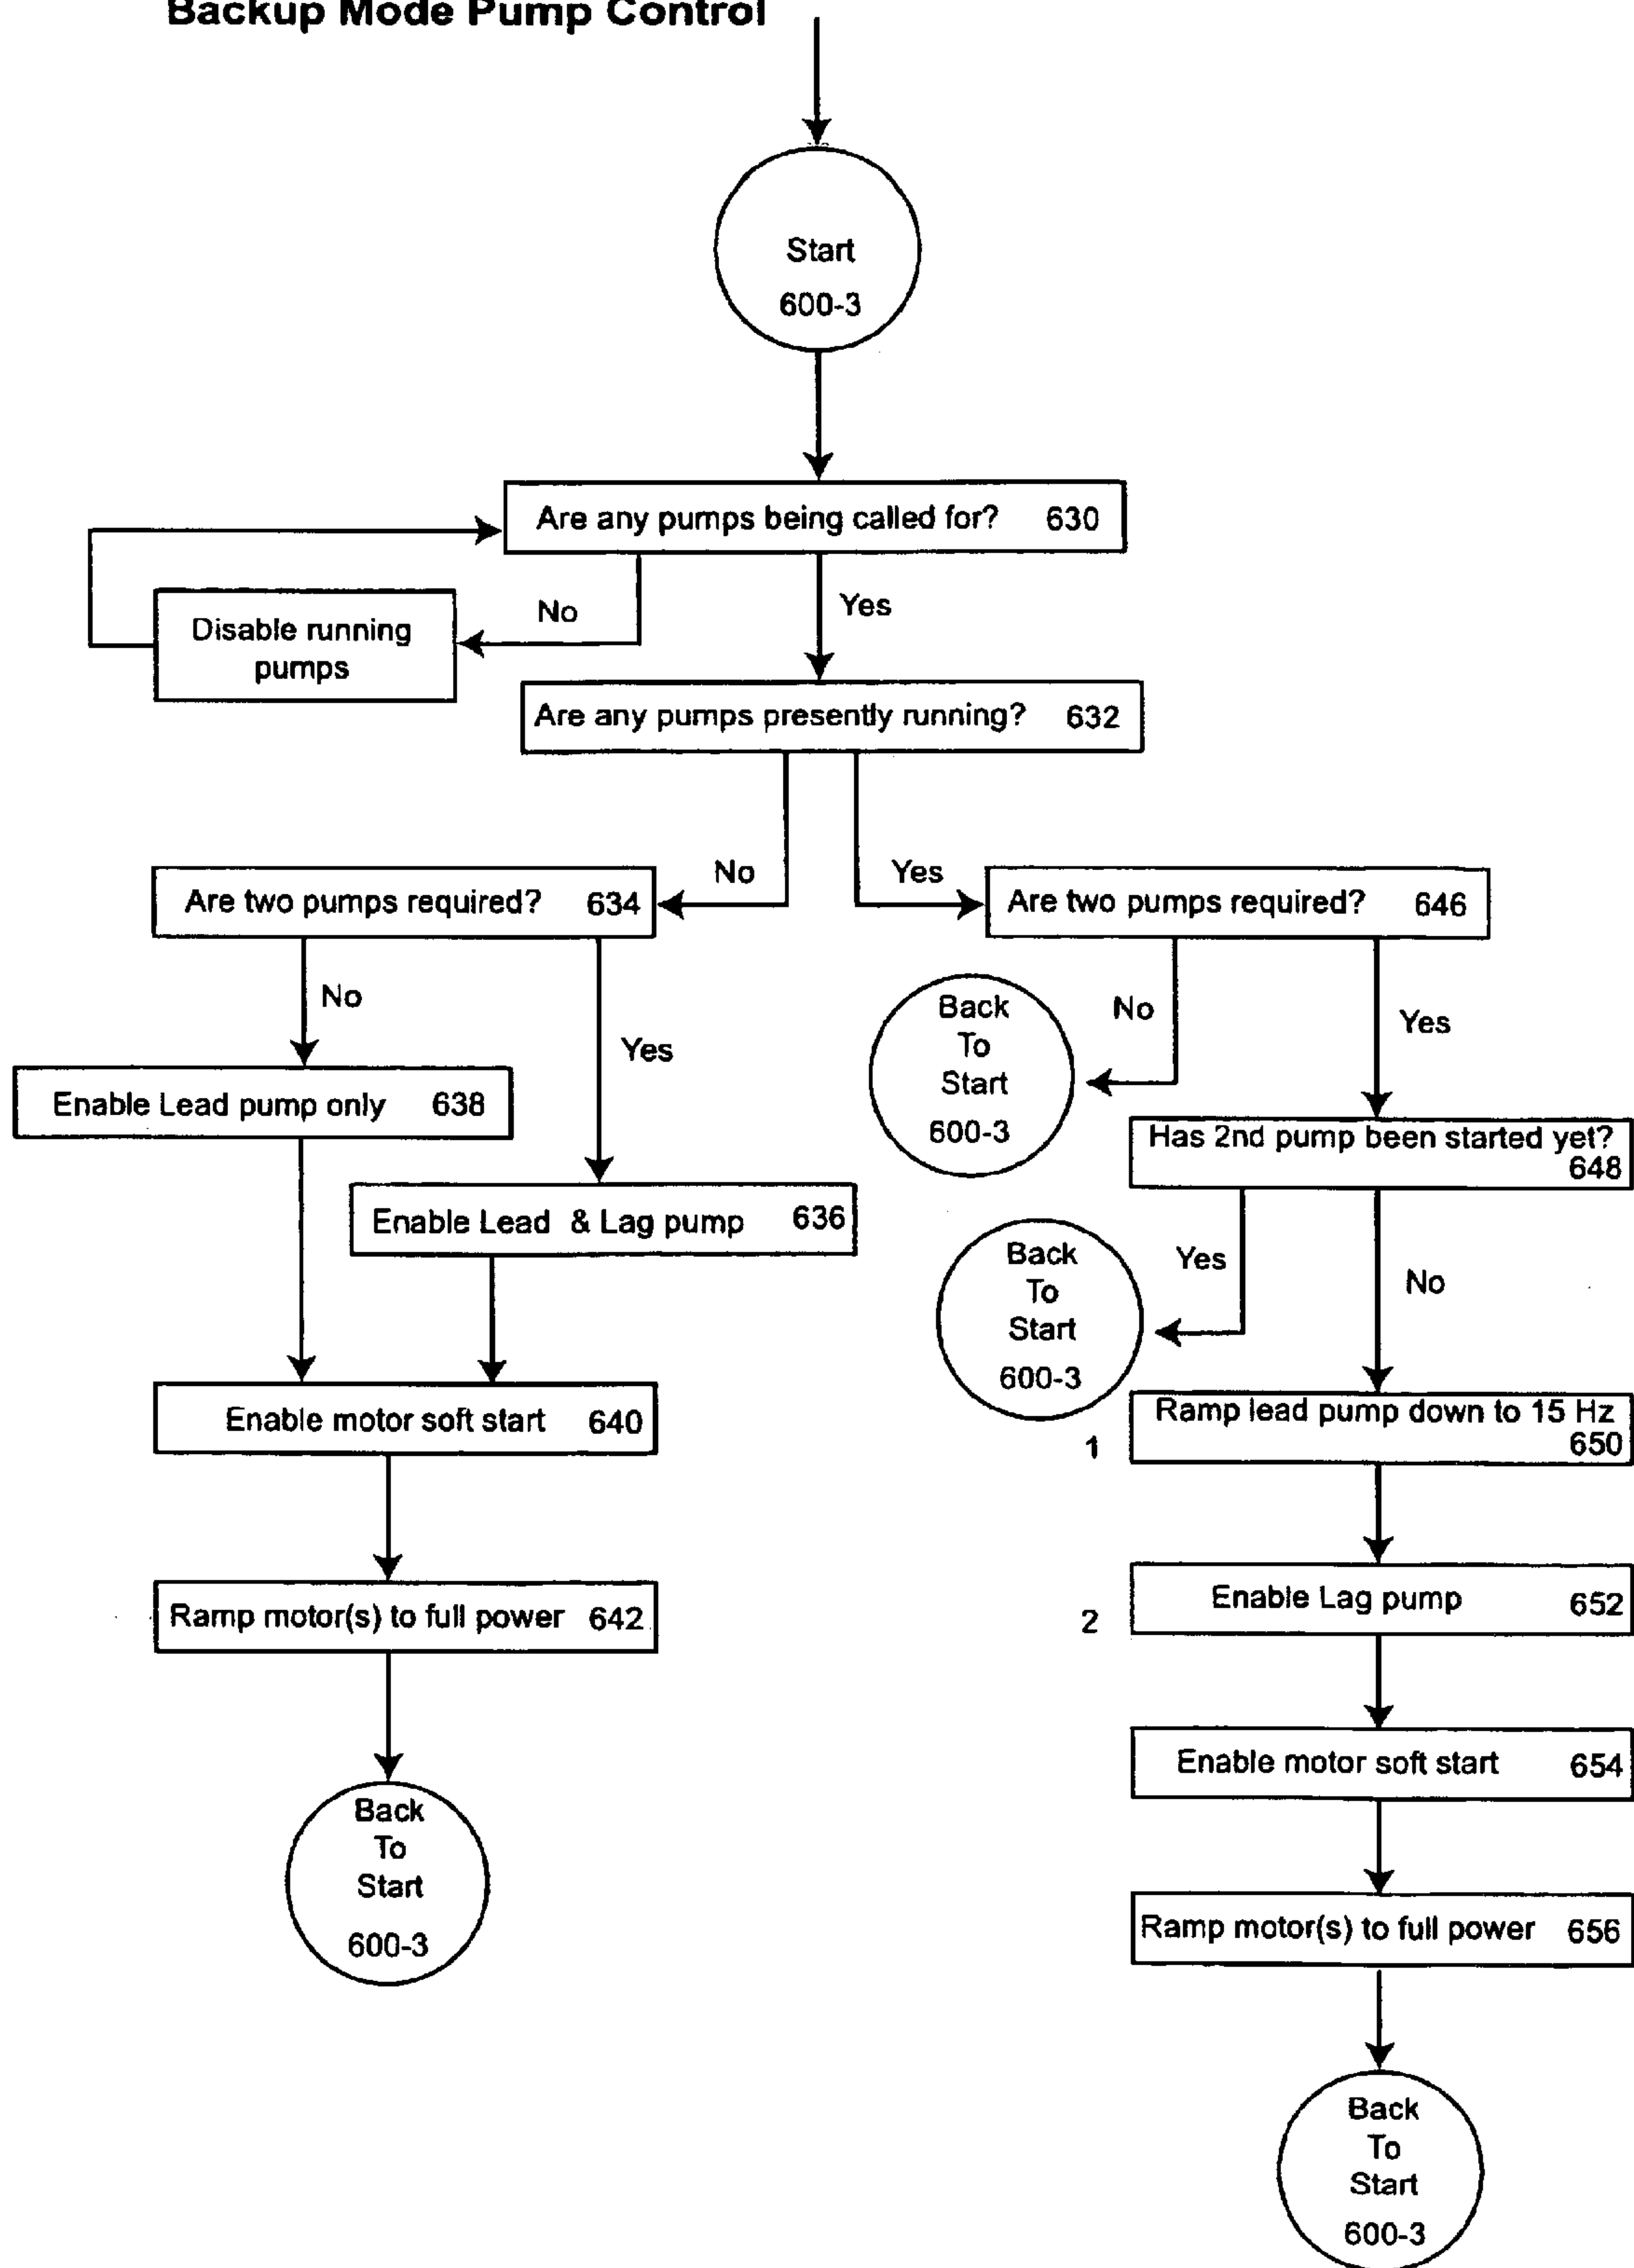 Backup Mode Pump Control
Start
600-3
Are any pumps being called for? 630
No
Yes
Disable running
pumps
Are any pumps presently running? 632
No
Yes
Are two pumps required? 634
Are two pumps required? 646
No
Yes
Back
To
Start
600-3
No
Yes
Enable Lead pump only 638
Has 2nd pump been started yet?
648
Enable Lead & Lag pump 636
Back
To
Start
600-3
Yes
No
Enable motor soft start 640
Ramp lead pump down to 15 Hz
650
1
Ramp motor(s) to full power 642
Enable Lag pump 652
2
Enable motor soft start 654
Back
To
Start
600-3
Ramp motor(s) to full power 656
Back
To
Start
600-3